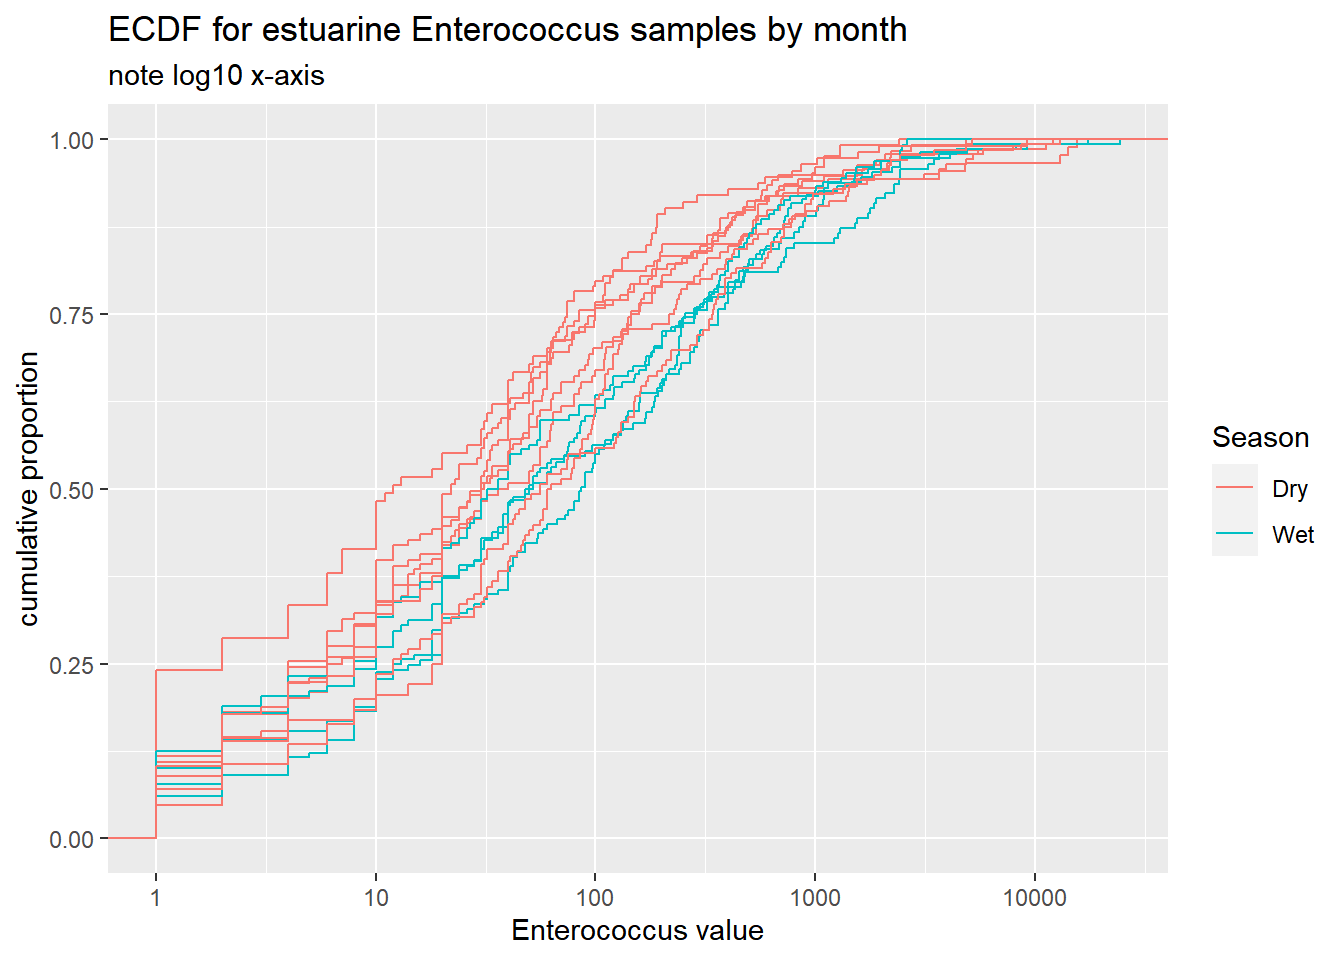 ECDF for estuarine Enterococcus samples by month
note log10 x-axis
1.00
0.75
0.50
0.25
0.00
cumulative proportion
1 10 100 1000 10000
Enterococcus value
Season
Dry
Wet